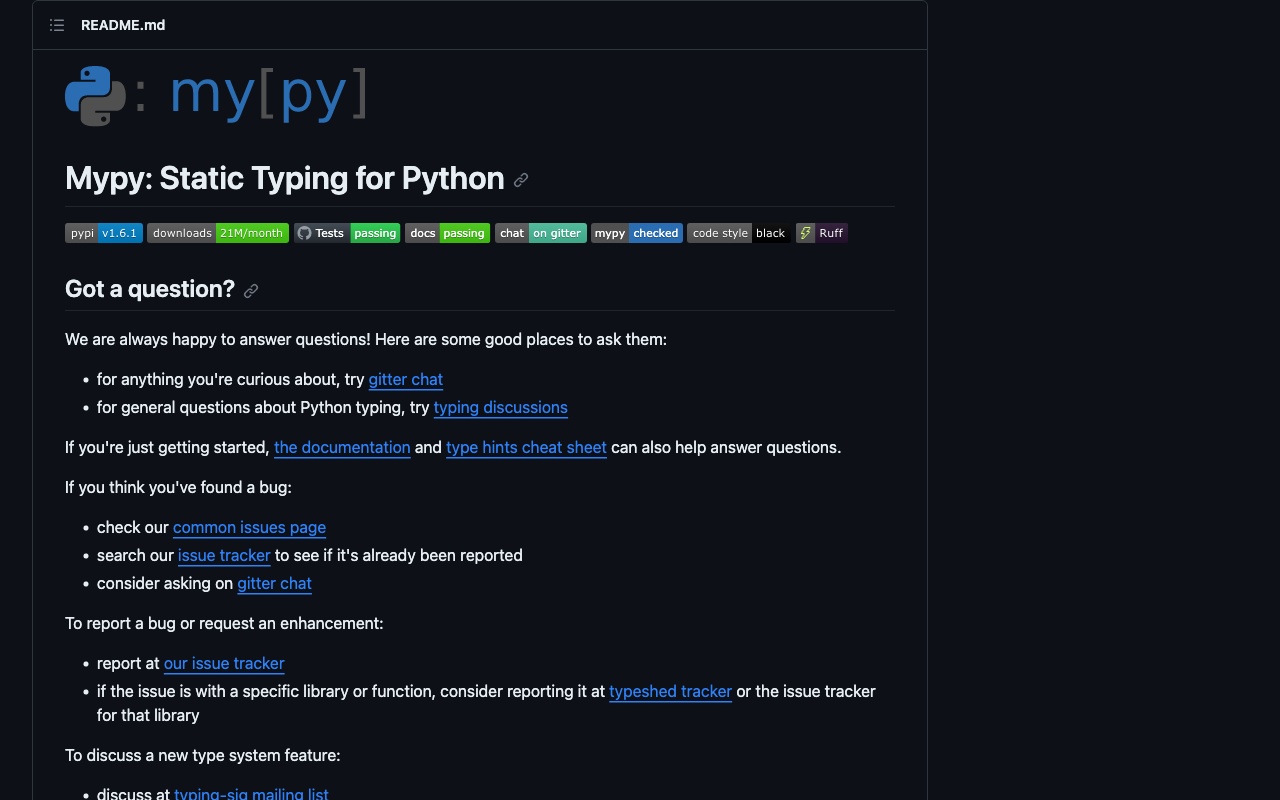 README.md
: my[py]
Mypy: Static Typing for Python
pypi v1.6.1 downloads 21M/month Tests passing docs passing chat on gitter mypy checked code style black Ruff
Got a question?
We are always happy to answer questions! Here are some good places to ask them:
• for anything you're curious about, try gitter chat
• for general questions about Python typing, try typing discussions
If you're just getting started, the documentation and type hints cheat sheet can also help answer questions.
If you think you've found a bug:
• check our common issues page
• search our issue tracker to see if it's already been reported
• consider asking on gitter chat
To report a bug or request an enhancement:
• report at our issue tracker
• if the issue is with a specific library or function, consider reporting it at typeshed tracker or the issue tracker
for that library
To discuss a new type system feature:
• discuss at typing-sig mailing list